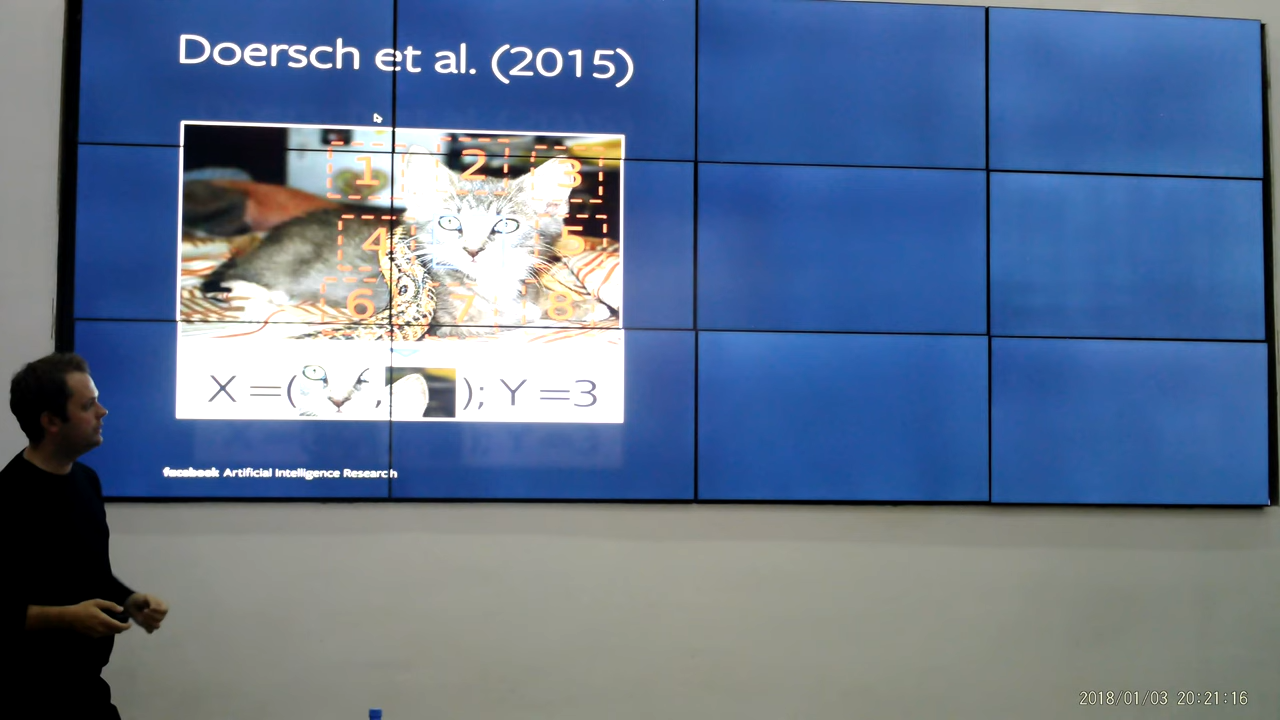 Doersch et al. (2015)
1 2 3
4 5
6 7 8
X =( , ); Y =3
facebook Artificial Intelligence Research
2018/01/03 20:21:16